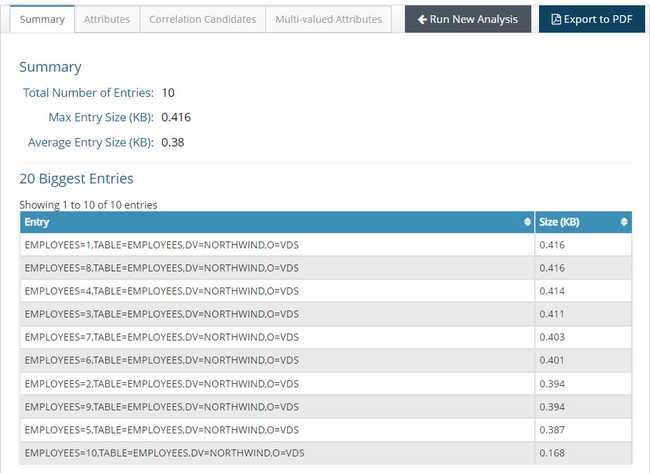 Summary Attributes Correlation Candidates Multi-valued Attributes Run New Analysis Export to PDF
Summary
Total Number of Entries: 10
Max Entry Size (KB): 0.416
Average Entry Size (KB): 0.38
20 Biggest Entries
Showing 1 to 10 of 10 entries
Entry Size (KB)
EMPLOYEES=1,TABLE=EMPLOYEES,DV=NORTHWIND,O=VDS 0.416
EMPLOYEES=8,TABLE=EMPLOYEES,DV=NORTHWIND,O=VDS 0.416
EMPLOYEES=4,TABLE=EMPLOYEES,DV=NORTHWIND,O=VDS 0.414
EMPLOYEES=3,TABLE=EMPLOYEES,DV=NORTHWIND,O=VDS 0.411
EMPLOYEES=7,TABLE=EMPLOYEES,DV=NORTHWIND,O=VDS 0.403
EMPLOYEES=6,TABLE=EMPLOYEES,DV=NORTHWIND,O=VDS 0.401
EMPLOYEES=2,TABLE=EMPLOYEES,DV=NORTHWIND,O=VDS 0.394
EMPLOYEES=9,TABLE=EMPLOYEES,DV=NORTHWIND,O=VDS 0.394
EMPLOYEES=5,TABLE=EMPLOYEES,DV=NORTHWIND,O=VDS 0.387
EMPLOYEES=10,TABLE=EMPLOYEES,DV=NORTHWIND,O=VDS 0.168